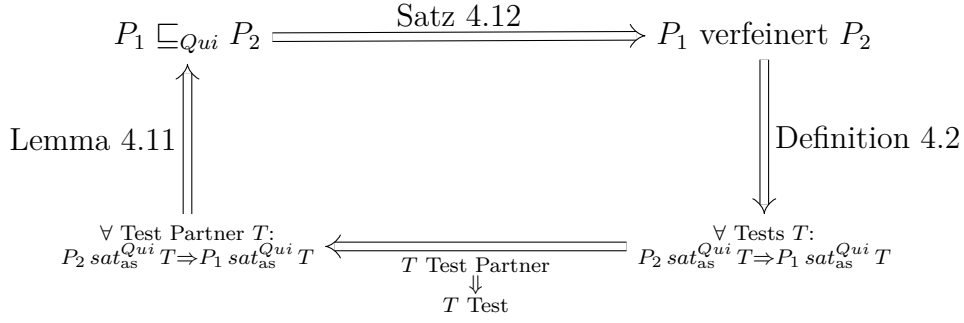 Satz 4.12
P₁ ⊑_Qui P₂
P₁ verfeinert P₂
Lemma 4.11
Definition 4.2
∀ Test Partner T:
P₂ sat_as^Qui T⇒P₁ sat_as^Qui T
∀ Tests T:
P₂ sat_as^Qui T⇒P₁ sat_as^Qui T
T Test Partner
⇓
T Test